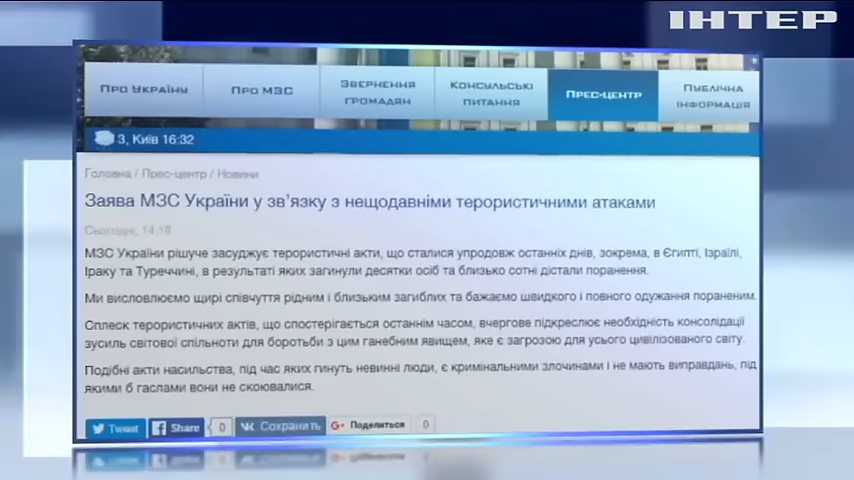 ІНТЕР
Про Україну
Про МЗС
Звернення
громадян
Консульські
питання
Прес-центр
Публічна
інформація
3, Київ 16:32
Головна / Прес-центр / Новини
Заява МЗС України у зв’язку з нещодавніми терористичними атаками
Сьогодні, 14:18
МЗС України рішуче засуджує терористичні акти, що сталися упродовж останніх днів, зокрема, в Єгипті, Ізраїлі,
Іраку та Туреччині, в результаті яких загинули десятки осіб та близько сотні дістали поранення.
Ми висловлюємо щирі співчуття рідним і близьким загиблих та бажаємо швидкого і повного одужання пораненим.
Сплеск терористичних актів, що спостерігається останнім часом, вчергове підкреслює необхідність консолідації
зусиль світової спільноти для боротьби з цим ганебним явищем, яке є загрозою для усього цивілізованого світу.
Подібні акти насильства, під час яких гинуть невинні люди, є кримінальними злочинами і не мають виправдань, під
якими б гаслами вони не скоювалися.
Tweet
Share
0
Сохранить
Поделиться
0